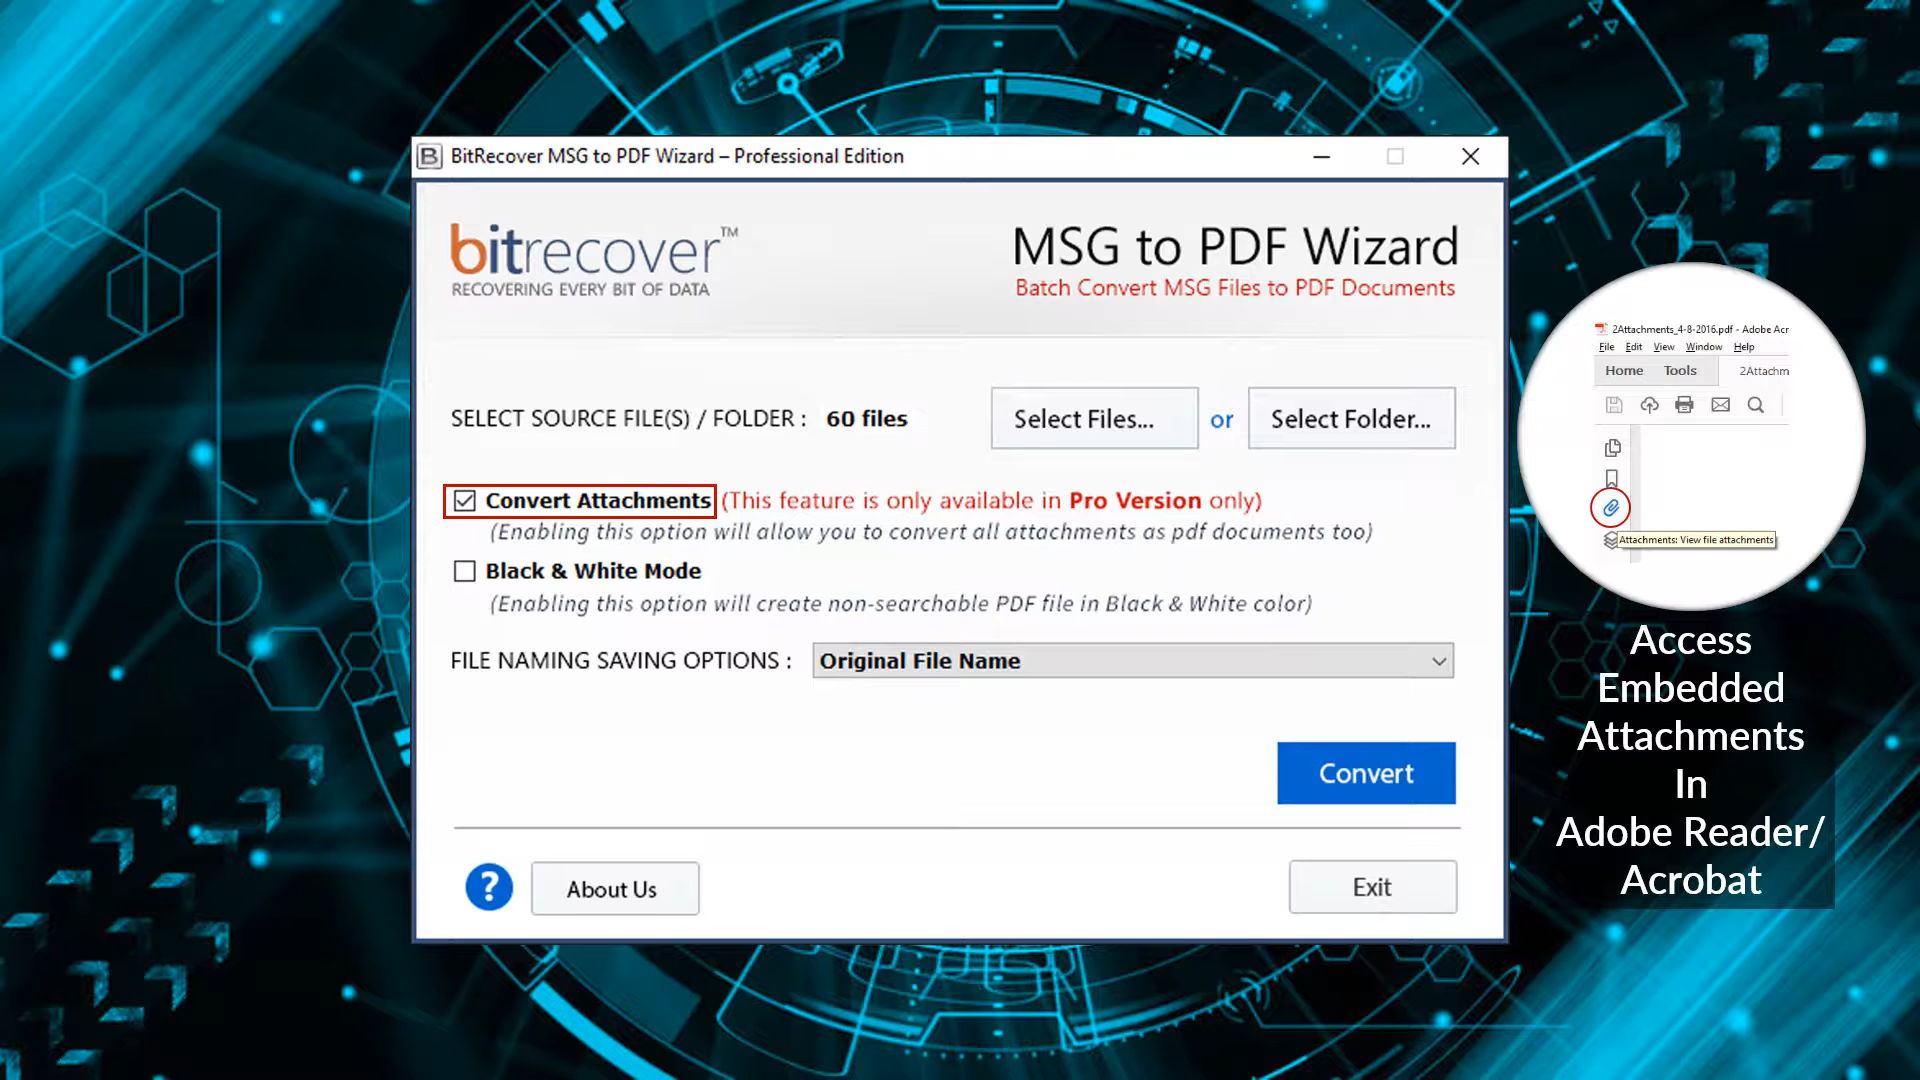 BitRecover MSG to PDF Wizard – Professional Edition
bitrecover™
RECOVERING EVERY BIT OF DATA
MSG to PDF Wizard
Batch Convert MSG Files to PDF Documents
SELECT SOURCE FILE(S) / FOLDER : 60 files
Select Files... or Select Folder...
Convert Attachments (This feature is only available in Pro Version only)
(Enabling this option will allow you to convert all attachments as pdf documents too)
Black & White Mode
(Enabling this option will create non-searchable PDF file in Black & White color)
FILE NAMING SAVING OPTIONS : Original File Name
Convert
? About Us
Exit
2Attachments_4-8-2016.pdf - Adobe Acr
File Edit View Window Help
Home Tools 2Attachm
Attachments: View file attachments
Access
Embedded
Attachments
In
Adobe Reader/
Acrobat